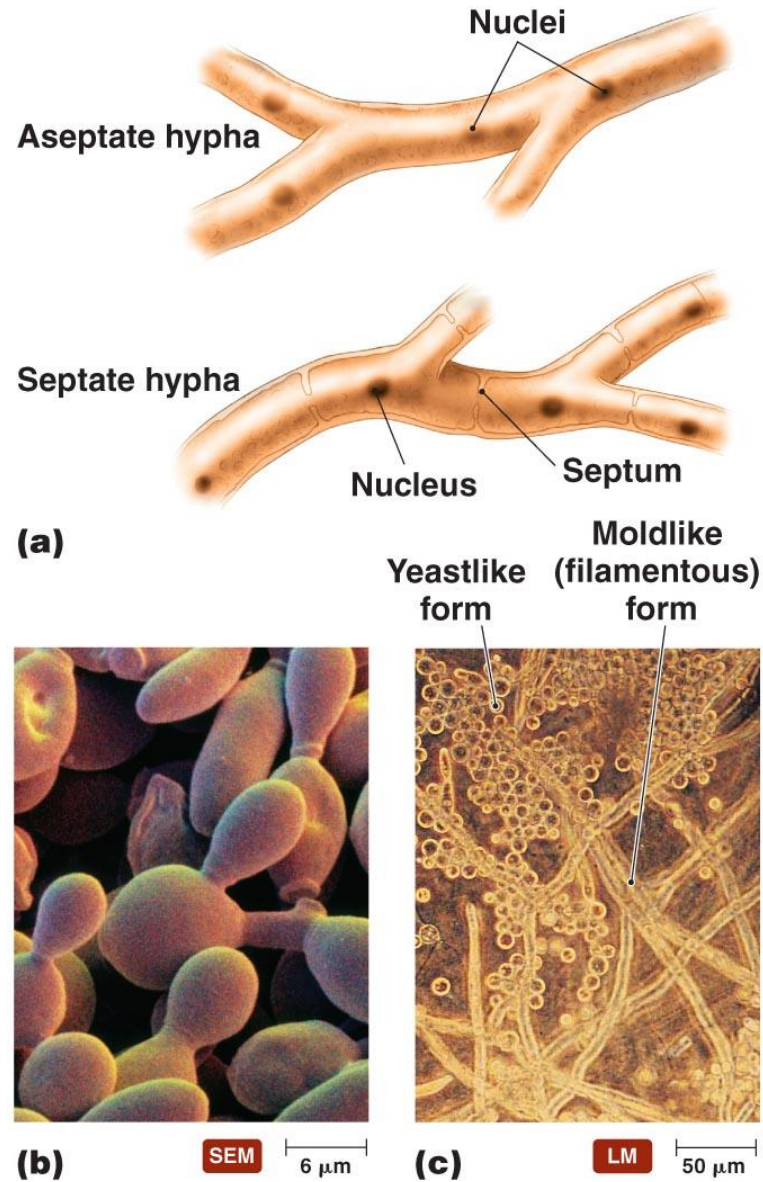 Nuclei
Aseptate hypha
Septate hypha
Nucleus
Septum
(a)
Yeastlike
form
Moldlike
(filamentous)
form
(b)
SEM
6 μm
(c)
LM
50 μm